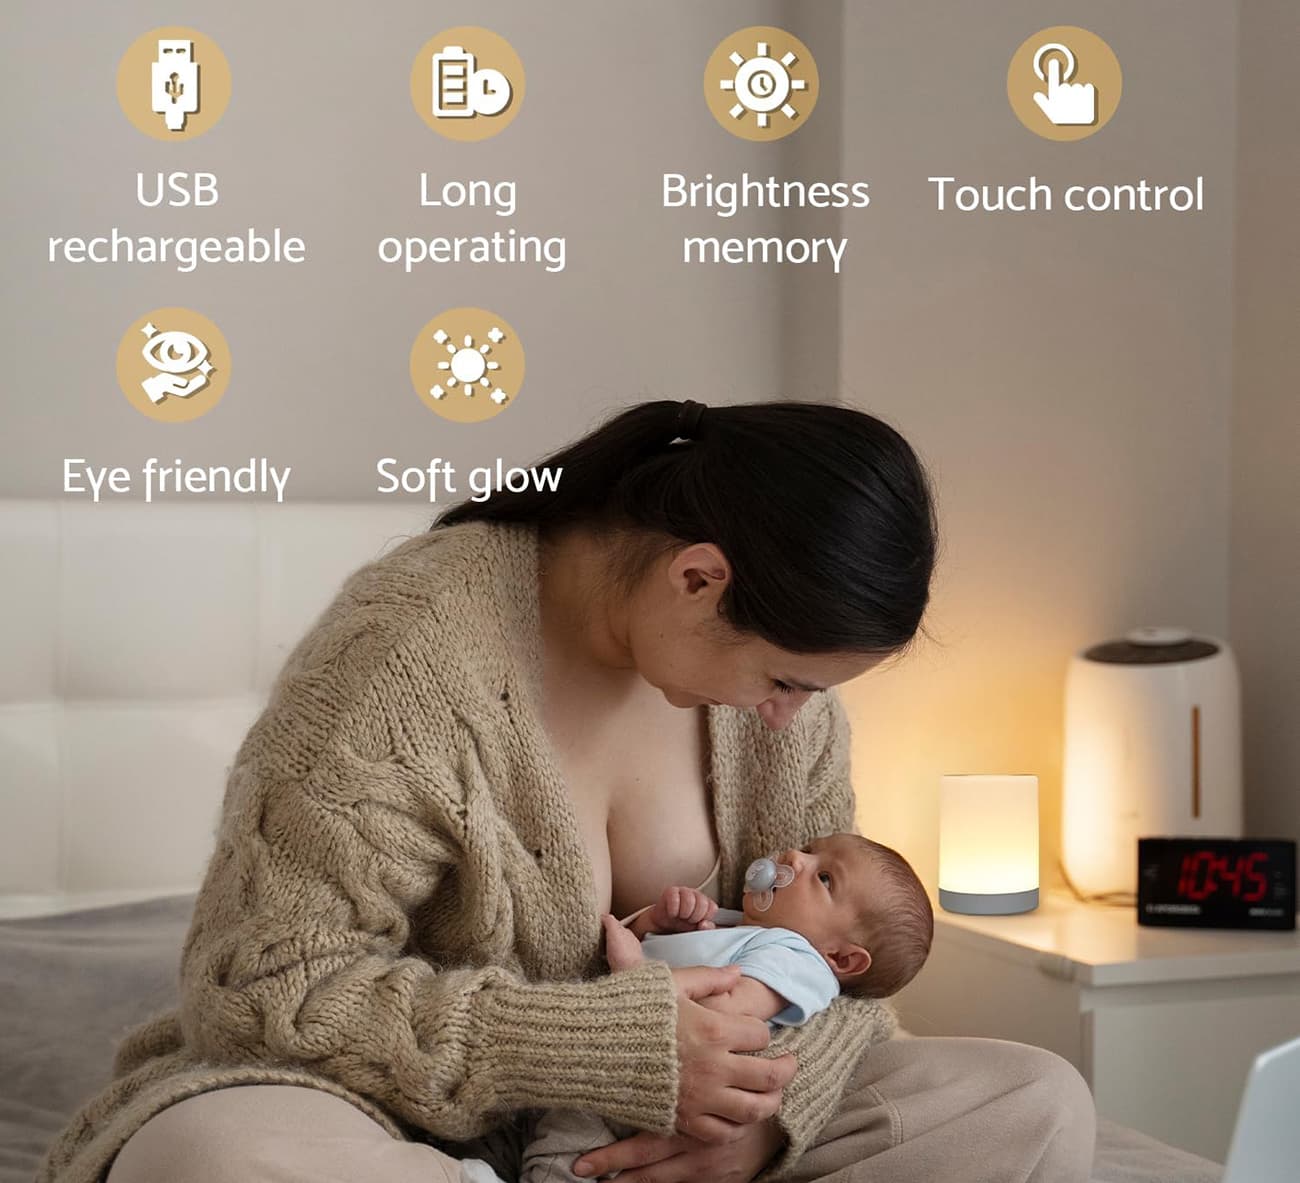 USB
rechargeable
Long
operating
Brightness
memory
Touch control
Eye friendly
Soft glow
10:45